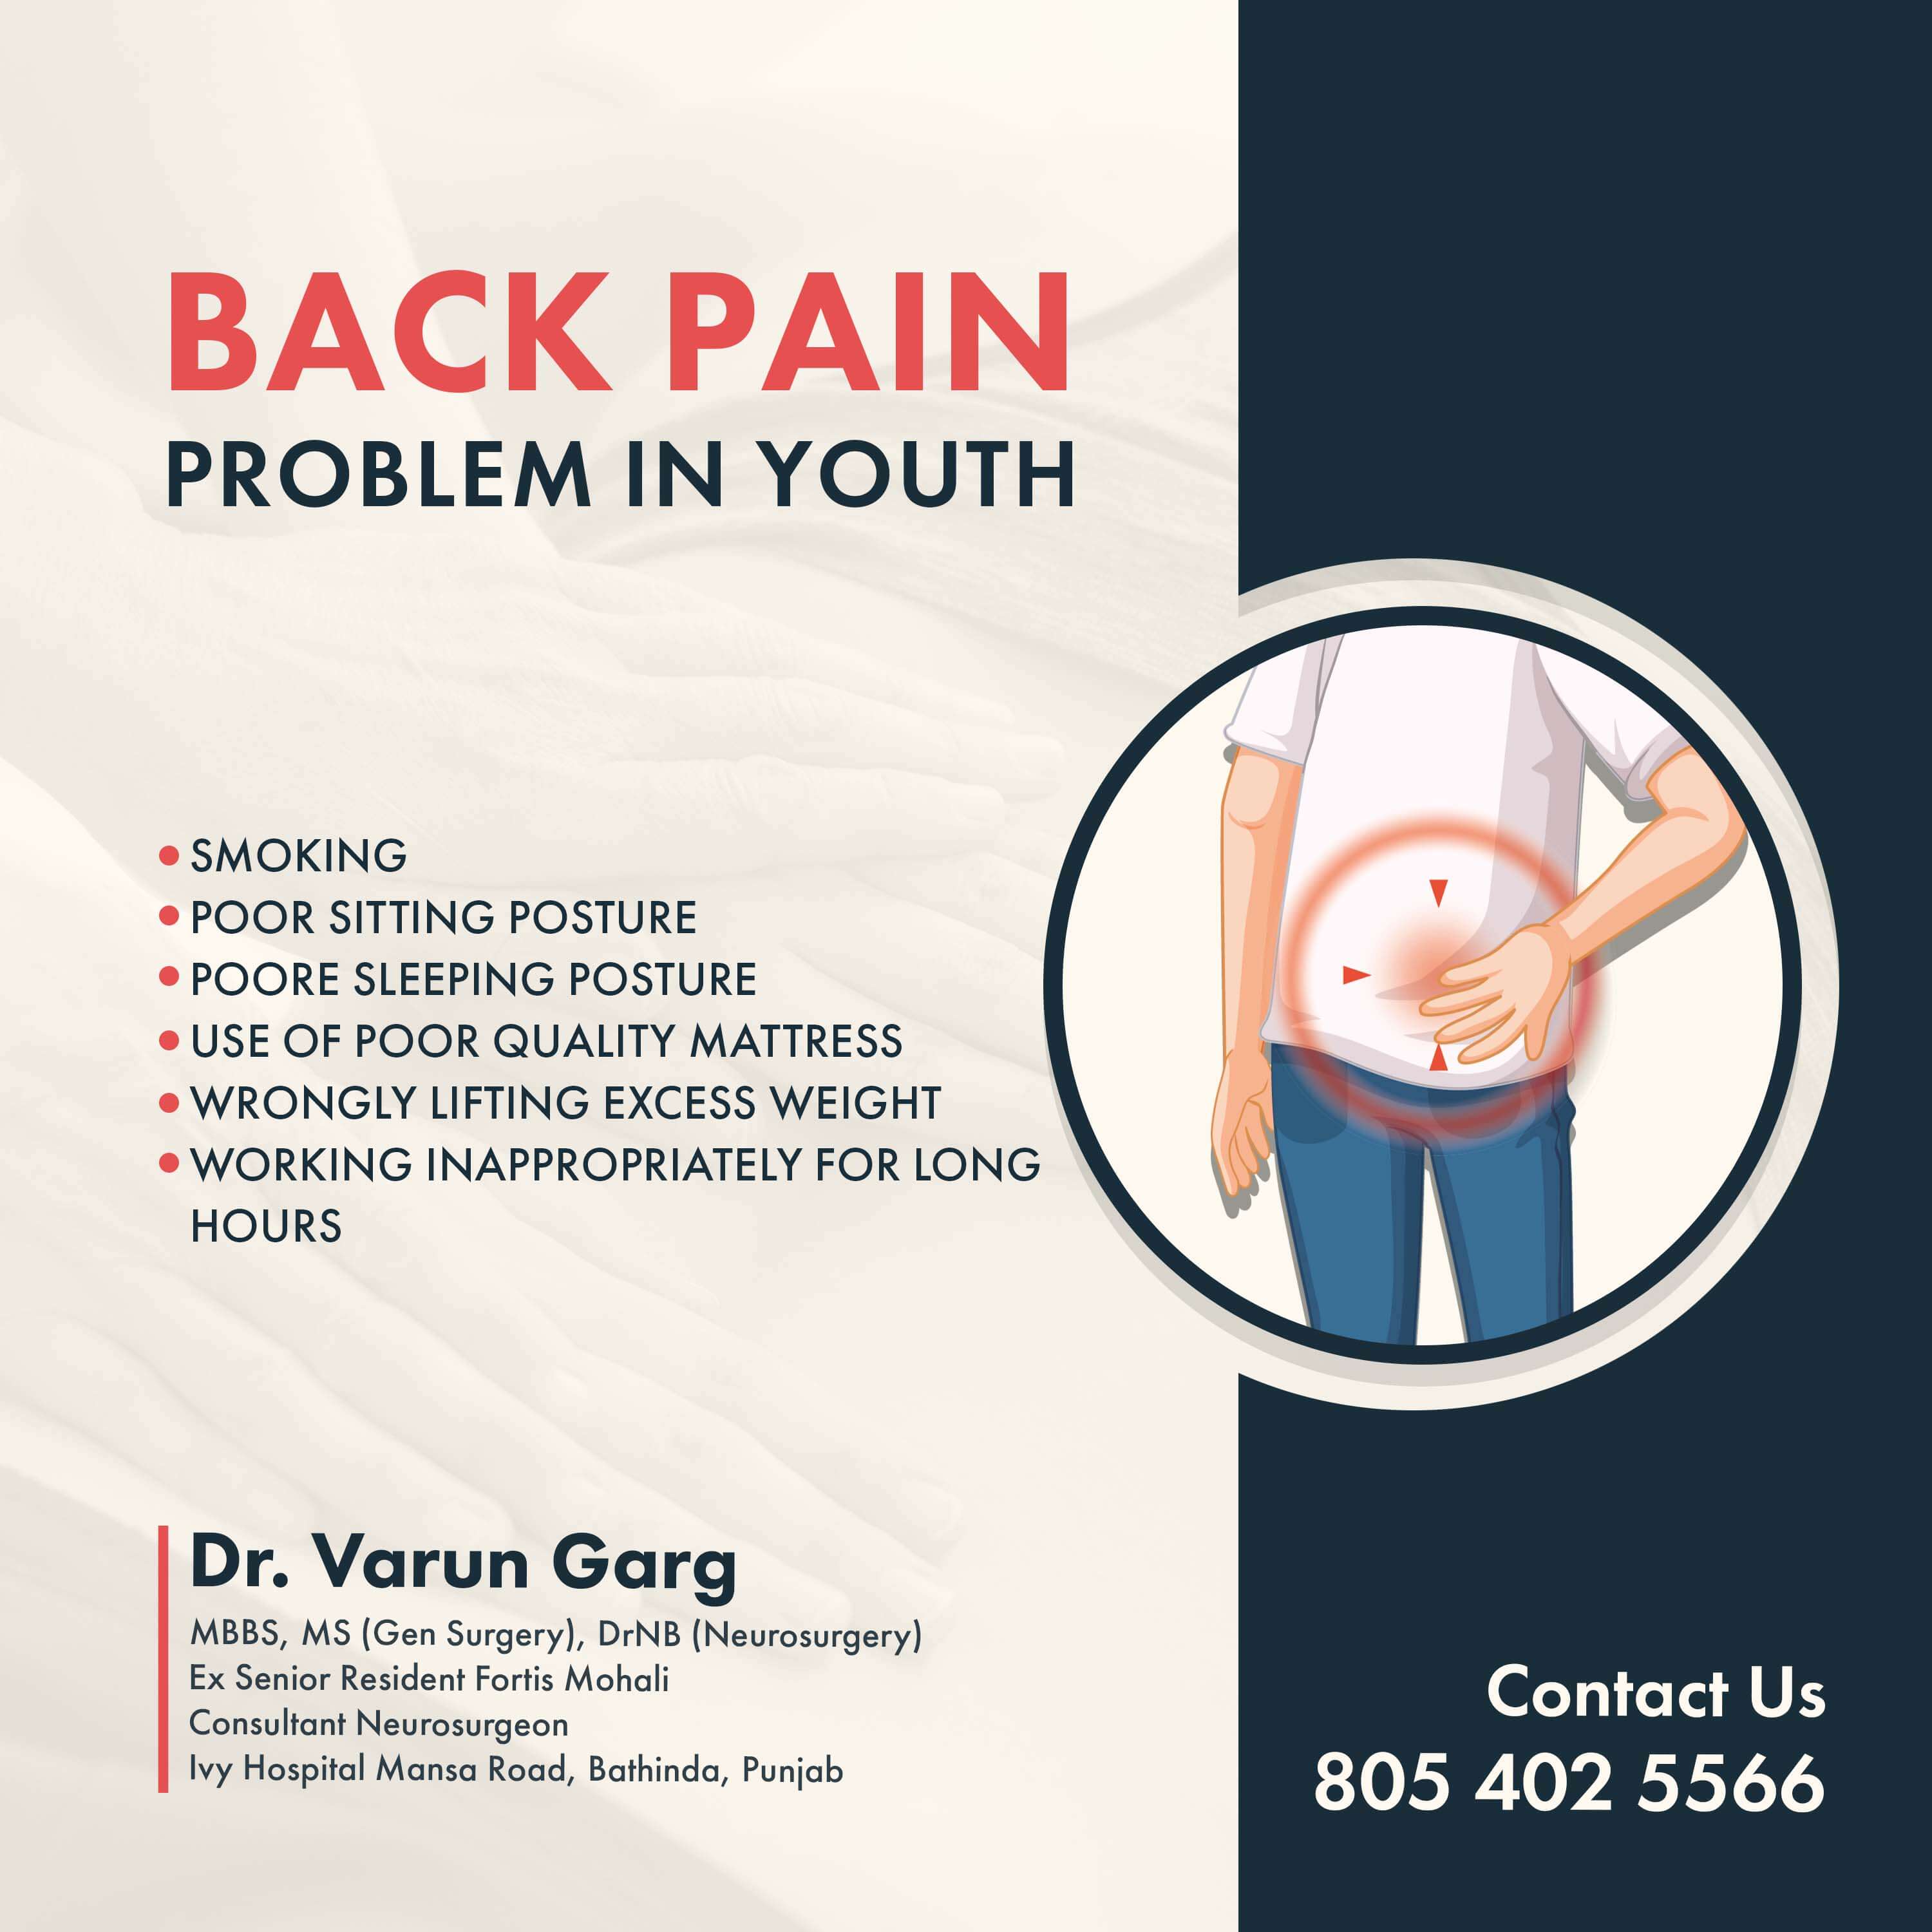 BACK PAIN
PROBLEM IN YOUTH
SMOKING
POOR SITTING POSTURE
POORE SLEEPING POSTURE
USE OF POOR QUALITY MATTRESS
WRONGLY LIFTING EXCESS WEIGHT
WORKING INAPPROPRIATELY FOR LONG
HOURS
Dr. Varun Garg
MBBS, MS (Gen Surgery), DrNB (Neurosurgery)
Ex Senior Resident Fortis Mohali
Consultant Neurosurgeon
Ivy Hospital Mansa Road, Bathinda, Punjab
Contact Us
805 402 5566